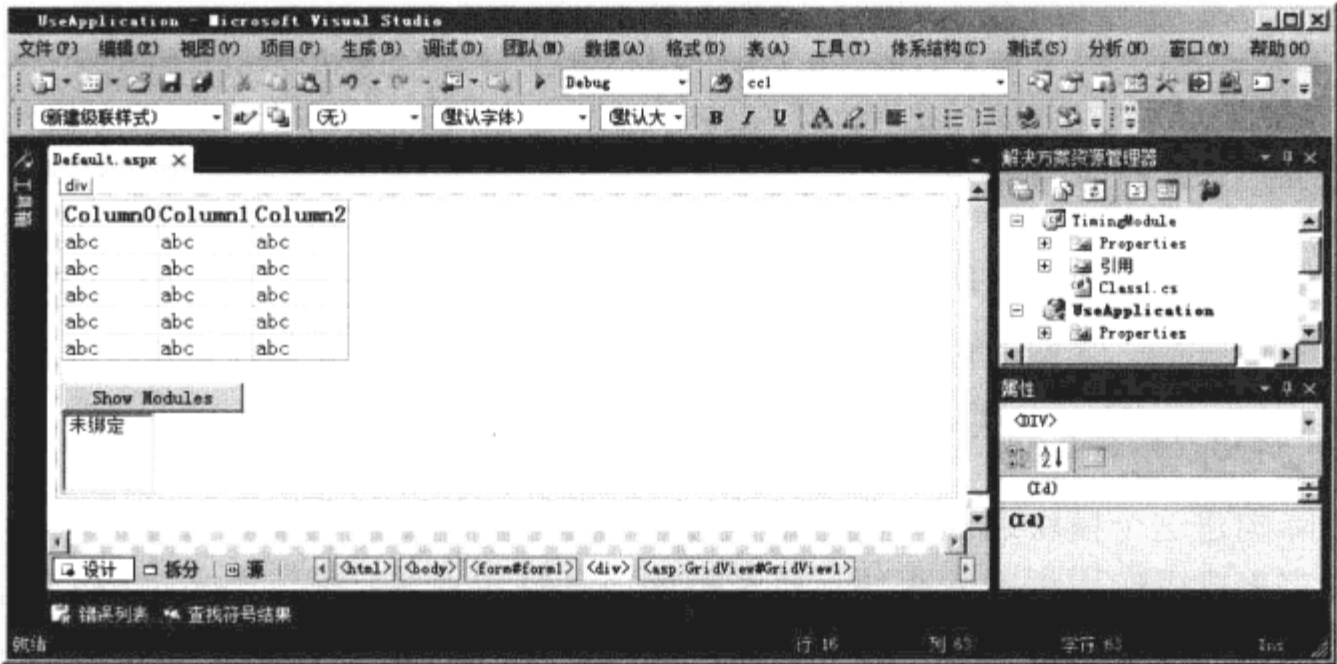 UseApplication - Microsoft Visual Studio
文件(F) 编辑(E) 视图(V) 项目(P) 生成(B) 调试(D) 团队(M) 数据(A) 格式(O) 表(A) 工具(T) 体系结构(C) 测试(S) 分析(N) 窗口(W) 帮助(H)
Debug ccl
(新建级联样式) (无) (默认字体) (默认大 B I U A
工具箱
Default.aspx
div
Column0 Column1 Column2
abc abc abc
abc abc abc
abc abc abc
abc abc abc
abc abc abc
Show Modules
未绑定
设计 拆分 源 <html> <body> <form#form1> <div> <asp:GridView#GridView1>
解决方案资源管理器
TimingModule
Properties
引用
Class1.cs
UseApplication
Properties
属性
<DIV>
(Id)
(Id)
错误列表 查找符号结果
就绪 行 16 列 63 字符 63 Ins